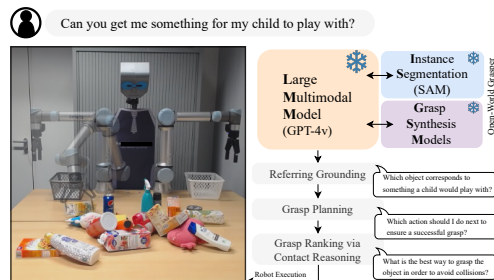 Can you get me something for my child to play with?
Large
Multimodal
Model
(GPT-4v)
Instance
Segmentation
(SAM)
Grasp
Synthesis
Models
Open-World Grasper
Referring Grounding
Which object corresponds to
something a child would play with?
Grasp Planning
Which action should I do next to
ensure a successful grasp?
Grasp Ranking via
Contact Reasoning
What is the best way to grasp the
object in order to avoid collisions?
Robot Execution